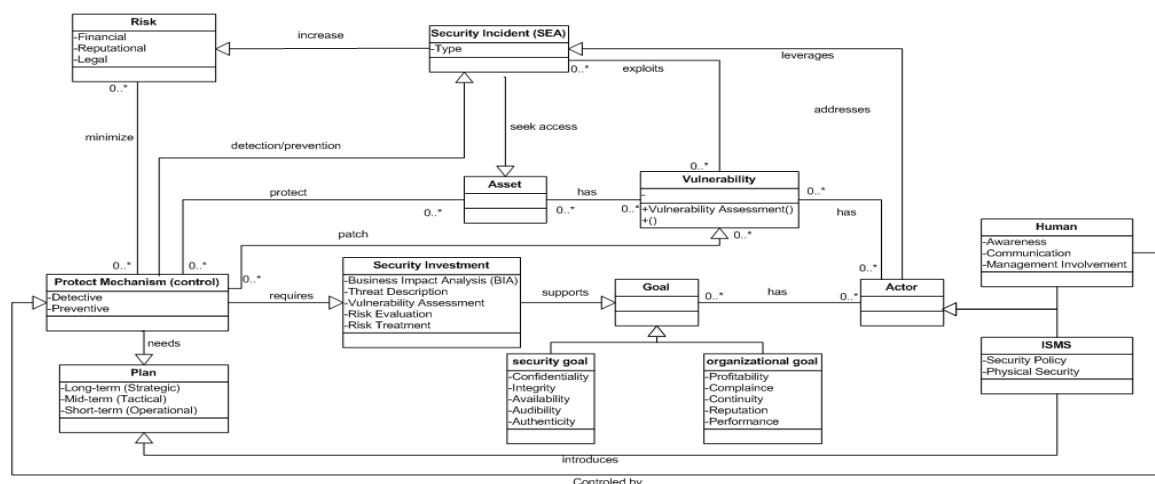 Risk
-Financial
-Reputational
-Legal
increase
Security Incident (SEA)
-Type
leverages
0..*
exploits
0..*
addresses
minimize
detection/prevention
seek access
0..*
Asset
Vulnerability
-
+Vulnerability Assessment()
+()
protect
has
0..*
0..*
0..*
0..*
has
patch
0..*
Human
-Awareness
-Communication
-Management Involvement
0..*
0..*
0..*
0..*
Protect Mechanism (control)
-Detective
-Preventive
requires
Security Investment
-Business Impact Analysis (BIA)
-Threat Description
-Vulnerability Assessment
-Risk Evaluation
-Risk Treatment
supports
Goal
0..*
has
0..*
Actor
needs
ISMS
-Security Policy
-Physical Security
Plan
-Long-term (Strategic)
-Mid-term (Tactical)
-Short-term (Operational)
security goal
-Confidentiality
-Integrity
-Availability
-Audibility
-Authenticity
organizational goal
-Profitability
-Complaince
-Continuity
-Reputation
-Performance
introduces
Controled by